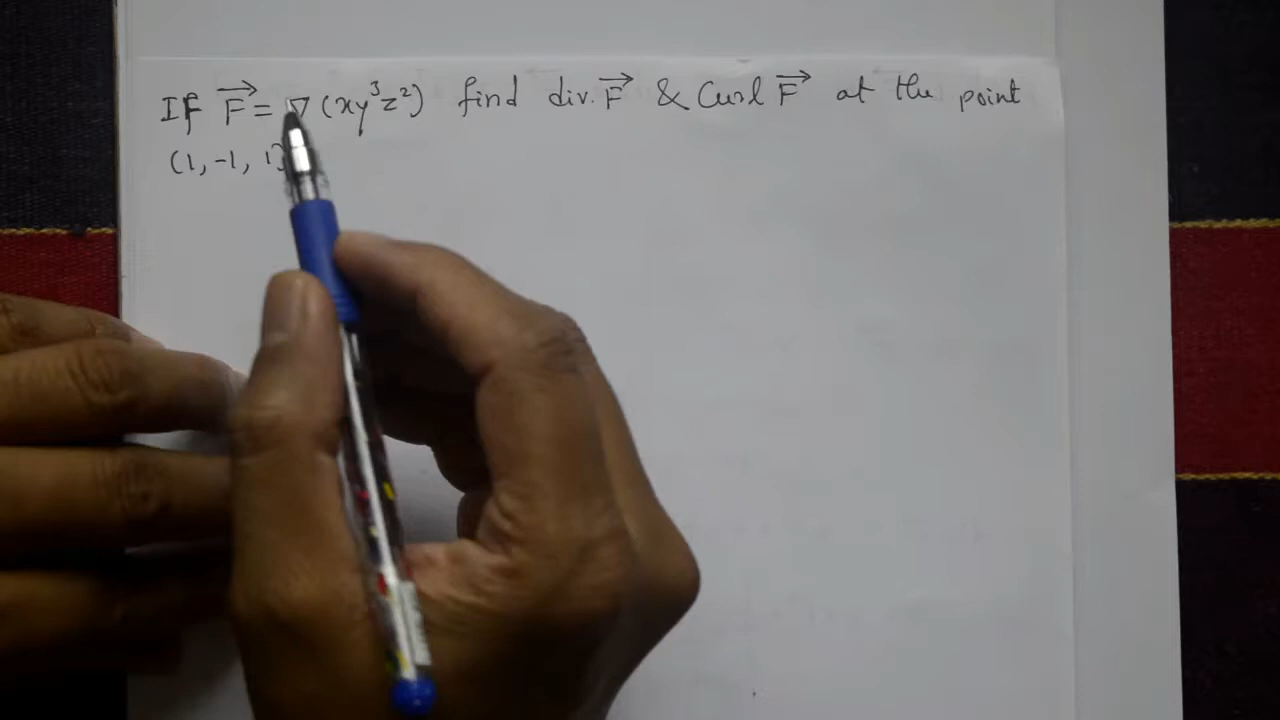 If F⃗ = ∇(xy³z²) find div. F⃗ & Curl F⃗ at the point
(1, -1, 1)